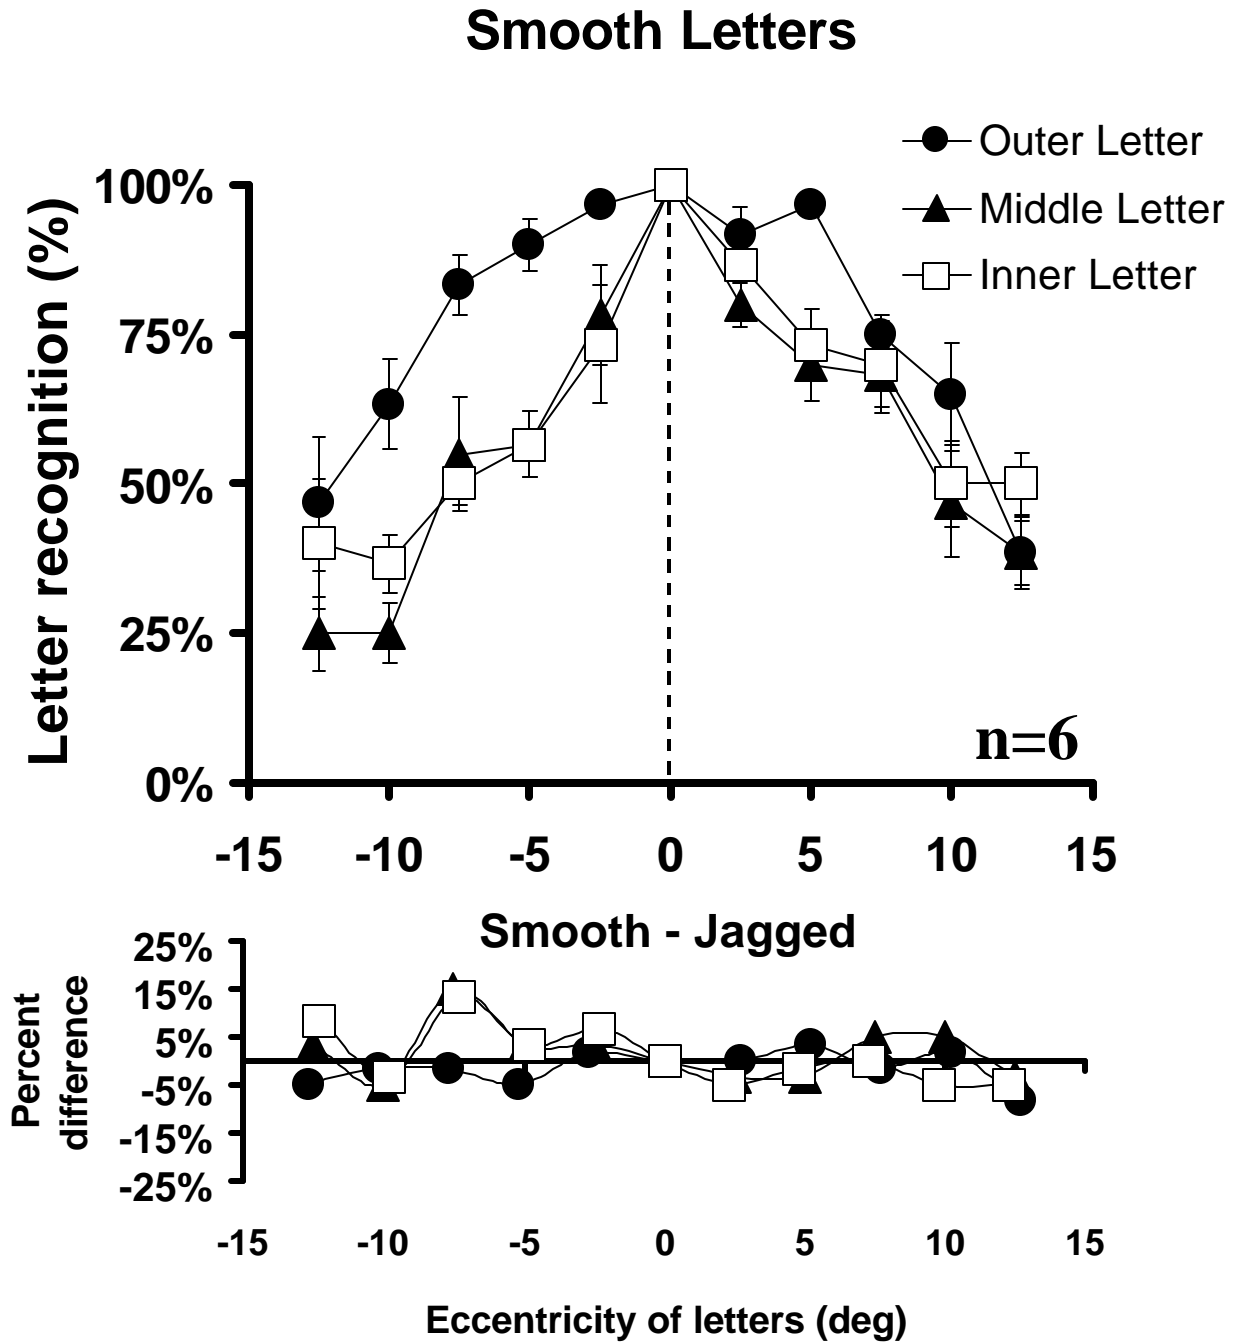 Smooth Letters
Outer Letter
Middle Letter
Inner Letter
Letter recognition (%)
100%
75%
50%
25%
0%
n=6
-15 -10 -5 0 5 10 15
Smooth - Jagged
Percent
difference
25%
15%
5%
-5%
-15%
-25%
-15 -10 -5 0 5 10 15
Eccentricity of letters (deg)